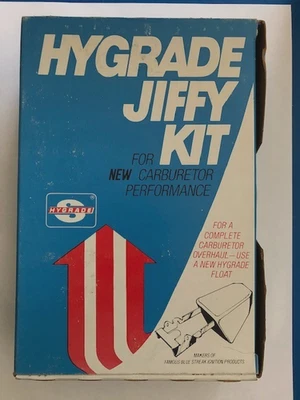 HYGRADE
JIFFY
KIT
FOR
NEW CARBURETOR
PERFORMANCE
S
HYGRADE
FOR A
COMPLETE
CARBURETOR
OVERHAUL—USE
A NEW HYGRADE
FLOAT
MAKERS OF
FAMOUS BLUE STREAK IGNITION PRODUCTS